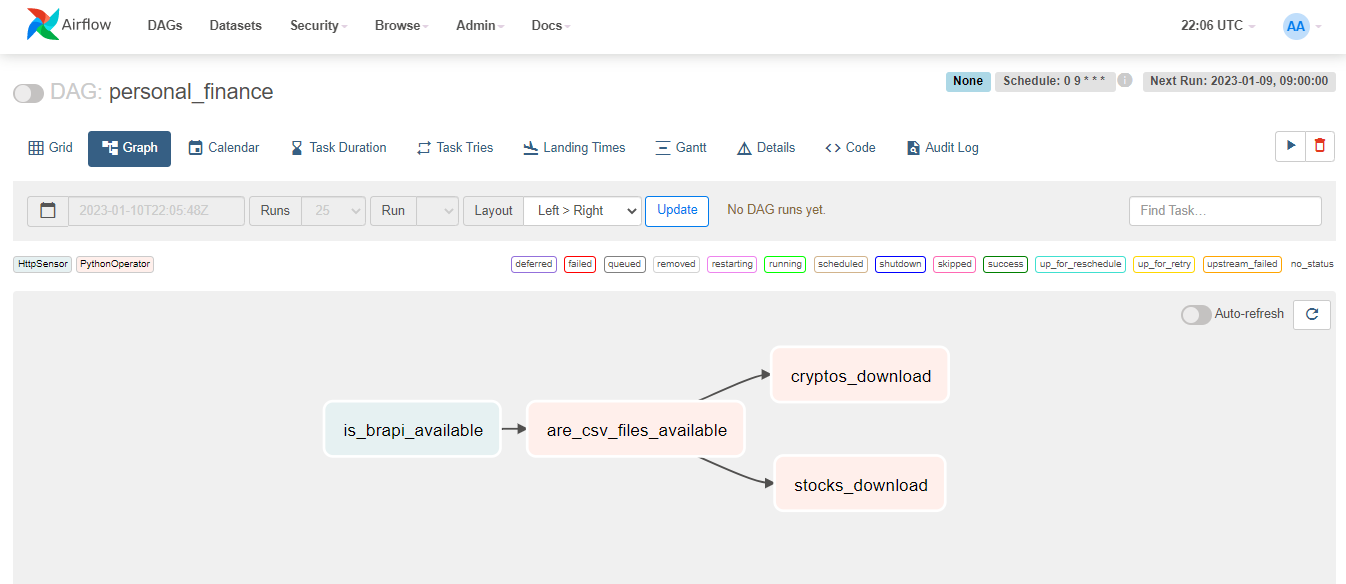 Airflow DAGs Datasets Security Browse Admin Docs 22:06 UTC AA
DAG: personal_finance None Schedule: 0 9 * * * i Next Run: 2023-01-09, 09:00:00
Grid Graph Calendar Task Duration Task Tries Landing Times Gantt Details Code Audit Log
2023-01-10T22:05:48Z Runs 25 Run Layout Left > Right Update No DAG runs yet. Find Task...
HttpSensor PythonOperator deferred failed queued removed restarting running scheduled shutdown skipped success up_for_reschedule up_for_retry upstream_failed no_status
Auto-refresh
cryptos_download
is_brapi_available are_csv_files_available
stocks_download